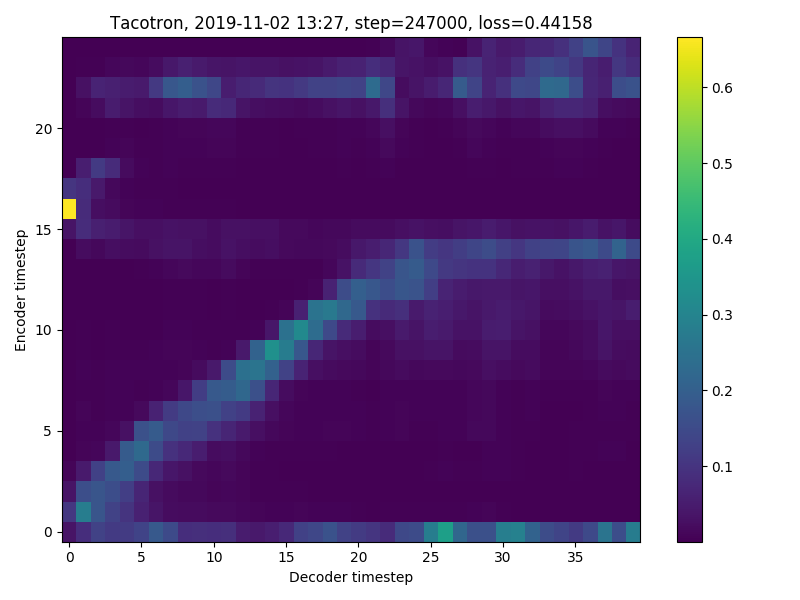 Tacotron, 2019-11-02 13:27, step=247000, loss=0.44158
Encoder timestep
20
15
10
5
0
0 5 10 15 20 25 30 35
Decoder timestep
0.6
0.5
0.4
0.3
0.2
0.1